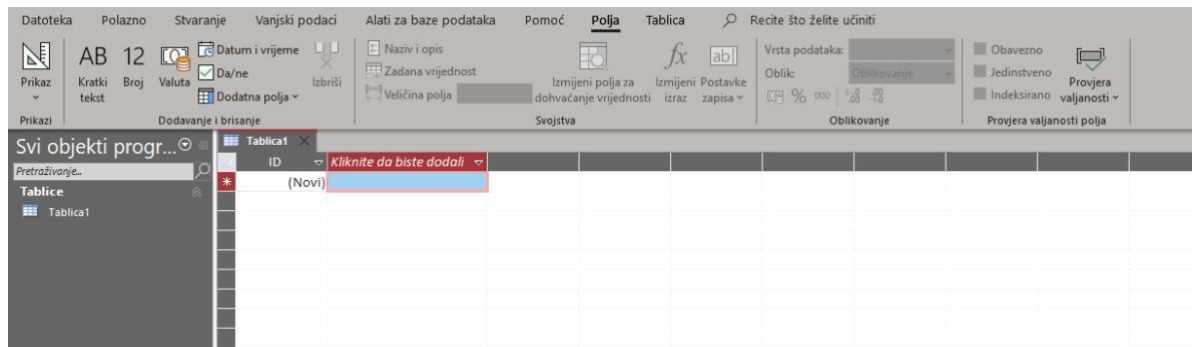 Datoteka Polazno Stvaranje Vanjski podaci Alati za baze podataka Pomoć Polja Tablica Recite što želite učiniti
Prikaz
AB Kratki tekst
12 Broj
Valuta
Datum i vrijeme
Da/ne
Dodatna polja
Izbriši
Naziv i opis
Zadana vrijednost
Veličina polja
Izmijeni polja za dohvaćanje vrijednosti
fx Izmijeni izraz
ab Postavke zapisa
Vrsta podataka:
Oblik: Oblikovanje
% 000
Obavezno
Jedinstveno
Indeksirano
Provjera valjanosti
Prikazi Dodavanje i brisanje Svojstva Oblikovanje Provjera valjanosti polja
Svi objekti progr...
Pretraživanje...
Tablice
Tablica1
Tablica1
ID Kliknite da biste dodali
(Novi)